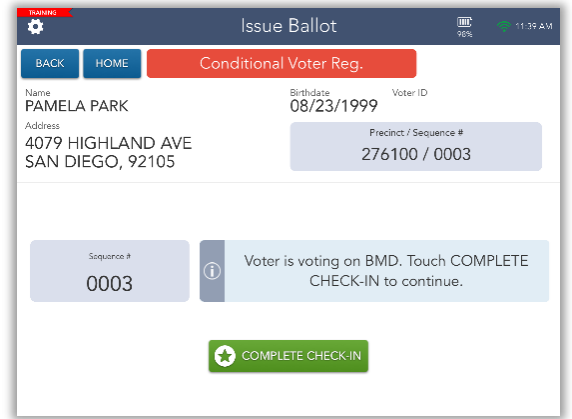 TRAINING
Issue Ballot
98%
11:39 AM
BACK
HOME
Conditional Voter Reg.
Name
PAMELA PARK
Birthdate
08/23/1999
Voter ID
Address
4079 HIGHLAND AVE
SAN DIEGO, 92105
Precinct / Sequence #
276100 / 0003
Sequence #
0003
Voter is voting on BMD. Touch COMPLETE
CHECK-IN to continue.
COMPLETE CHECK-IN